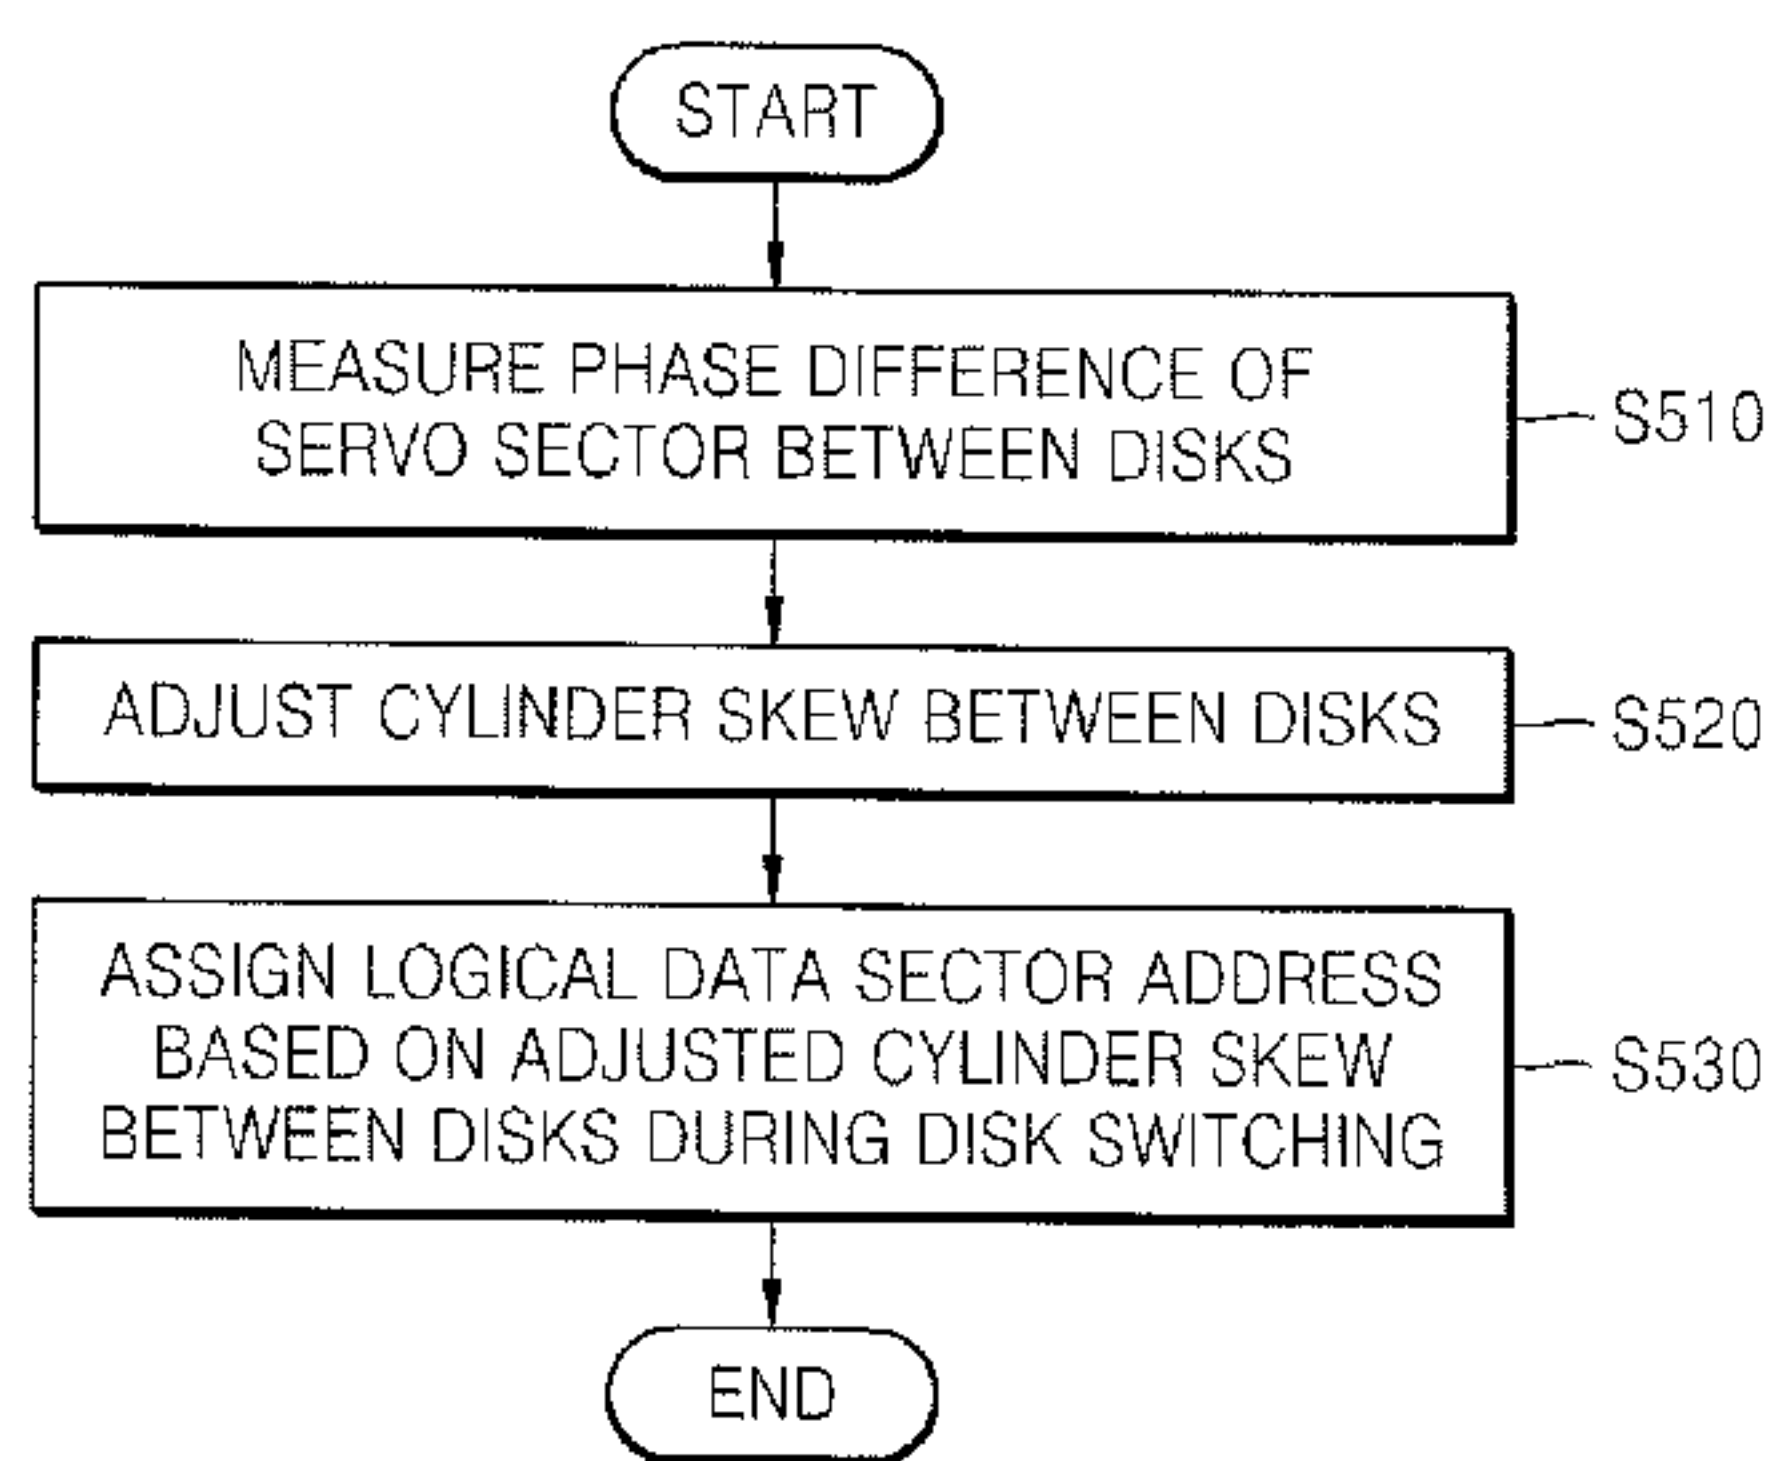 START
MEASURE PHASE DIFFERENCE OF
SERVO SECTOR BETWEEN DISKS
S510
ADJUST CYLINDER SKEW BETWEEN DISKS
S520
ASSIGN LOGICAL DATA SECTOR ADDRESS
BASED ON ADJUSTED CYLINDER SKEW
BETWEEN DISKS DURING DISK SWITCHING
S530
END